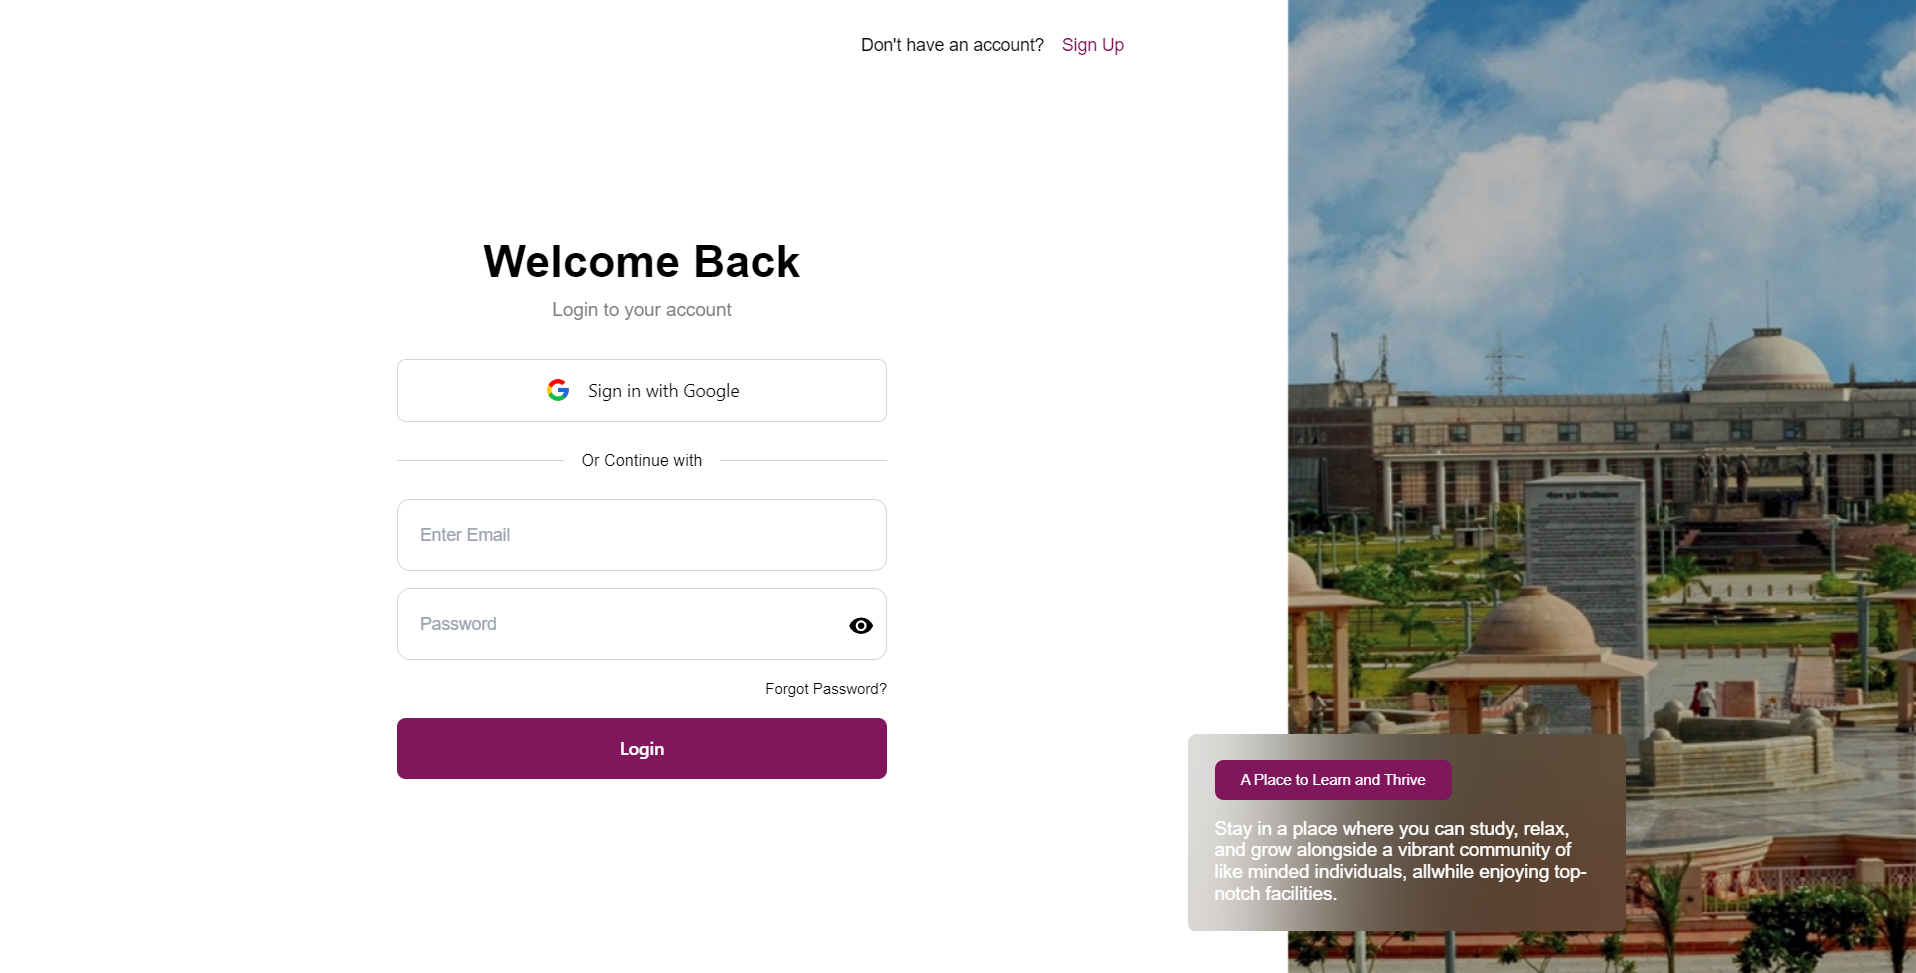 Don't have an account? Sign Up
Welcome Back
Login to your account
Sign in with Google
Or Continue with
Enter Email
Password
Forgot Password?
Login
A Place to Learn and Thrive
Stay in a place where you can study, relax,
and grow alongside a vibrant community of
like minded individuals, allwhile enjoying top-
notch facilities.